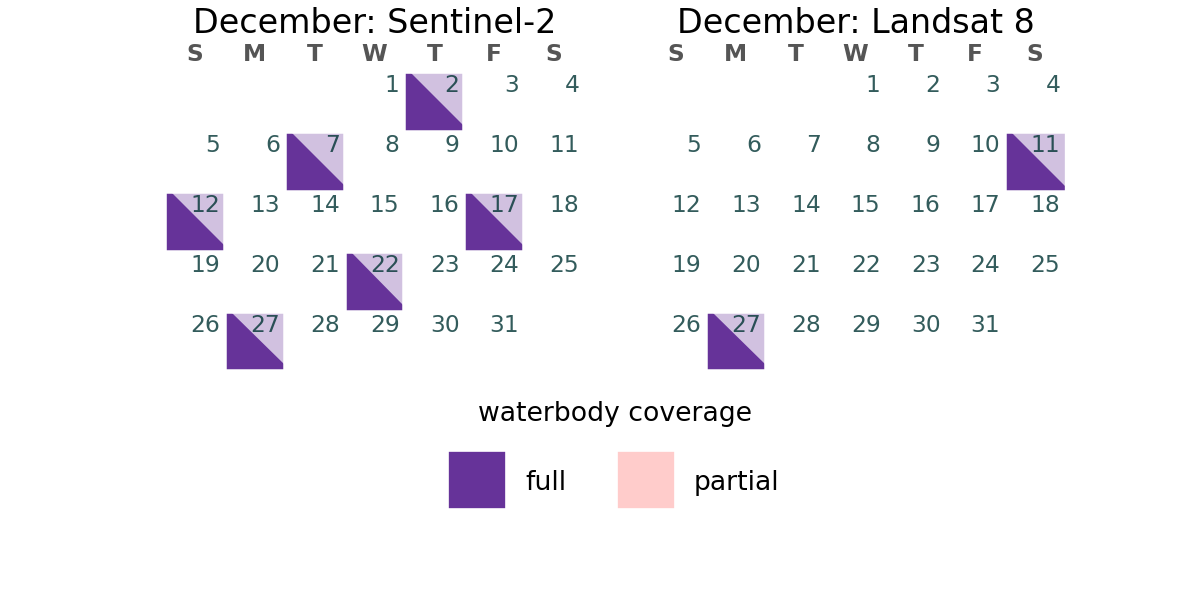 December: Sentinel-2
S M T W T F S
1 2 3 4
5 6 7 8 9 10 11
12 13 14 15 16 17 18
19 20 21 22 23 24 25
26 27 28 29 30 31
December: Landsat 8
S M T W T F S
1 2 3 4
5 6 7 8 9 10 11
12 13 14 15 16 17 18
19 20 21 22 23 24 25
26 27 28 29 30 31
waterbody coverage
full partial